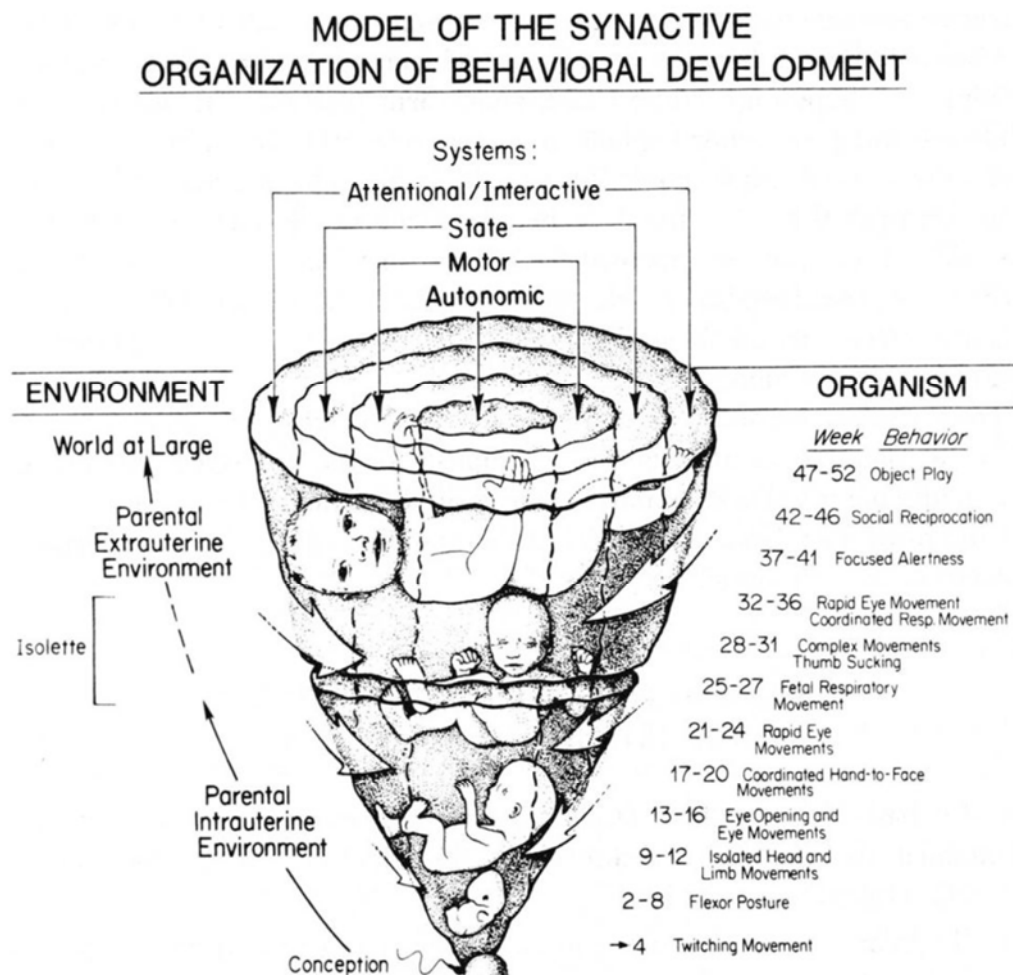 MODEL OF THE SYNACTIVE
ORGANIZATION OF BEHAVIORAL DEVELOPMENT
Systems:
Attentional/Interactive
State
Motor
Autonomic
ENVIRONMENT
World at Large
Parental
Extrauterine
Environment
Isolette
Parental
Intrauterine
Environment
Conception
ORGANISM
Week Behavior
47-52 Object Play
42-46 Social Reciprocation
37-41 Focused Alertness
32-36 Rapid Eye Movement
Coordinated Resp. Movement
28-31 Complex Movements
Thumb Sucking
25-27 Fetal Respiratory
Movement
21-24 Rapid Eye
Movements
17-20 Coordinated Hand-to-Face
Movements
13-16 Eye Opening and
Eye Movements
9-12 Isolated Head and
Limb Movements
2-8 Flexor Posture
→4 Twitching Movement